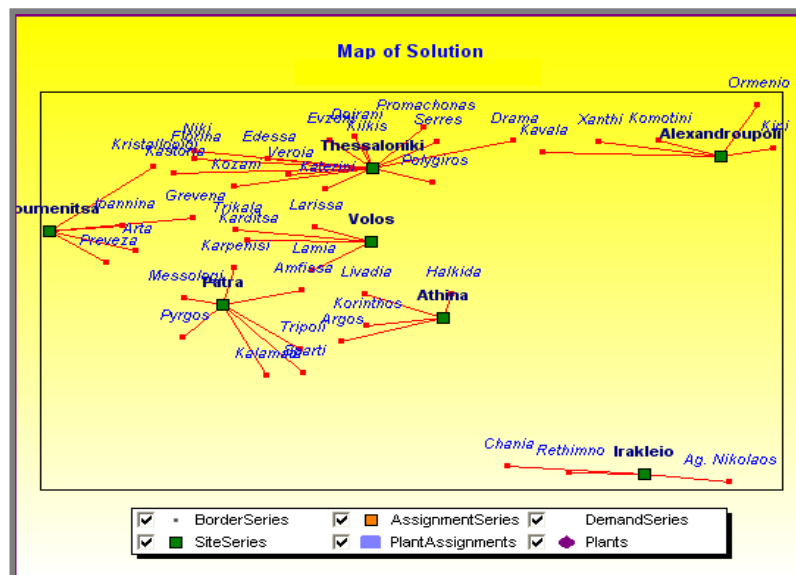 Map of Solution
Ormenio
Promachonas
Doirani
Evzoni
Serres
Drama
Xanthi
Komotini
Kipi
Niki
Florina
Edessa
Kilkis
Kavala
Alexandroupoli
Kristallopigi
Kastoria
Veroia
Thessaloniki
Kozani
Katerini
Polygiros
Grevena
Ioannina
Trikala
Larissa
oumenitsa
Arta
Karditsa
Volos
Preveza
Karpenisi
Lamia
Amfissa
Livadia
Halkida
Messologi
Patra
Korinthos
Athina
Pyrgos
Tripoli
Argos
Kalamata
Sparti
Chania
Rethimno
Irakleio
Ag. Nikolaos
BorderSeries
AssignmentSeries
DemandSeries
SiteSeries
PlantAssignments
Plants